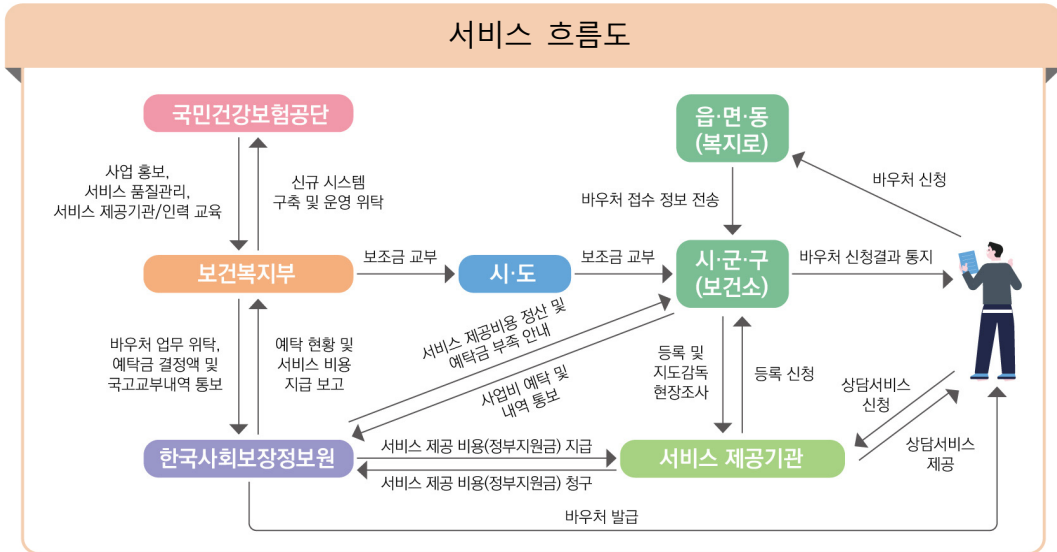 서비스 흐름도
국민건강보험공단
읍·면·동
(복지로)
사업 홍보,
서비스 품질관리,
서비스 제공기관/인력 교육
신규 시스템
구축 및 운영 위탁
바우처 접수 정보 전송
바우처 신청
보건복지부
보조금 교부
시·도
보조금 교부
시·군·구
(보건소)
바우처 신청결과 통지
바우처 업무 위탁,
예탁금 결정액 및
국고교부내역 통보
예탁 현황 및
서비스 비용
지급 보고
서비스 제공비용 정산 및
예탁금 부족 안내
사업비 예탁 및
내역 통보
등록 및
지도감독
현장조사
등록 신청
상담서비스
신청
상담서비스
제공
한국사회보장정보원
서비스 제공 비용(정부지원금) 지급
서비스 제공 비용(정부지원금) 청구
서비스 제공기관
바우처 발급